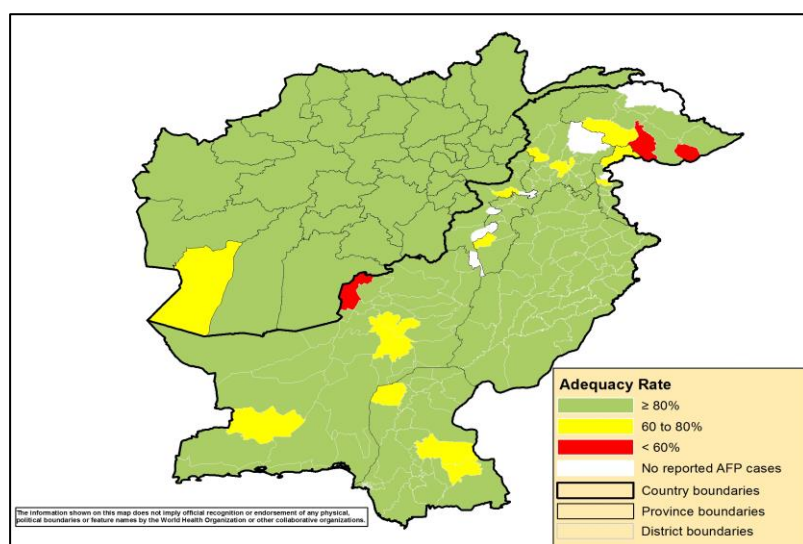 Adequacy Rate
≥ 80%
60 to 80%
< 60%
No reported AFP cases
Country boundaries
Province boundaries
District boundaries
The information shown on this map does not imply official recognition or endorsement of any physical,
political boundaries or feature names by the World Health Organization or other collaborative organizations.